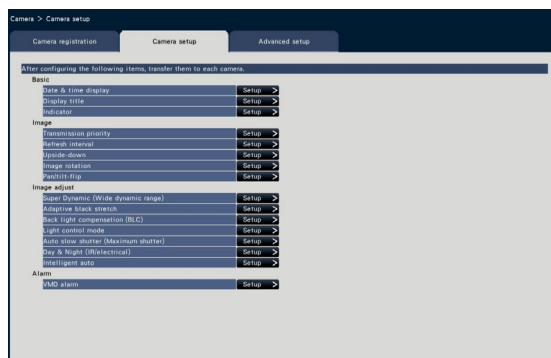 Camera > Camera setup
Camera registration Camera setup Advanced setup
After configuring the following items, transfer them to each camera.
Basic
Date & time display Setup >
Display title Setup >
Indicator Setup >
Image
Transmission priority Setup >
Refresh interval Setup >
Upside-down Setup >
Image rotation Setup >
Pan/tilt-flip Setup >
Image adjust
Super Dynamic (Wide dynamic range) Setup >
Adaptive black stretch Setup >
Back light compensation (BLC) Setup >
Light control mode Setup >
Auto slow shutter (Maximum shutter) Setup >
Day & Night (IR/electrical) Setup >
Intelligent auto Setup >
Alarm
VMD alarm Setup >